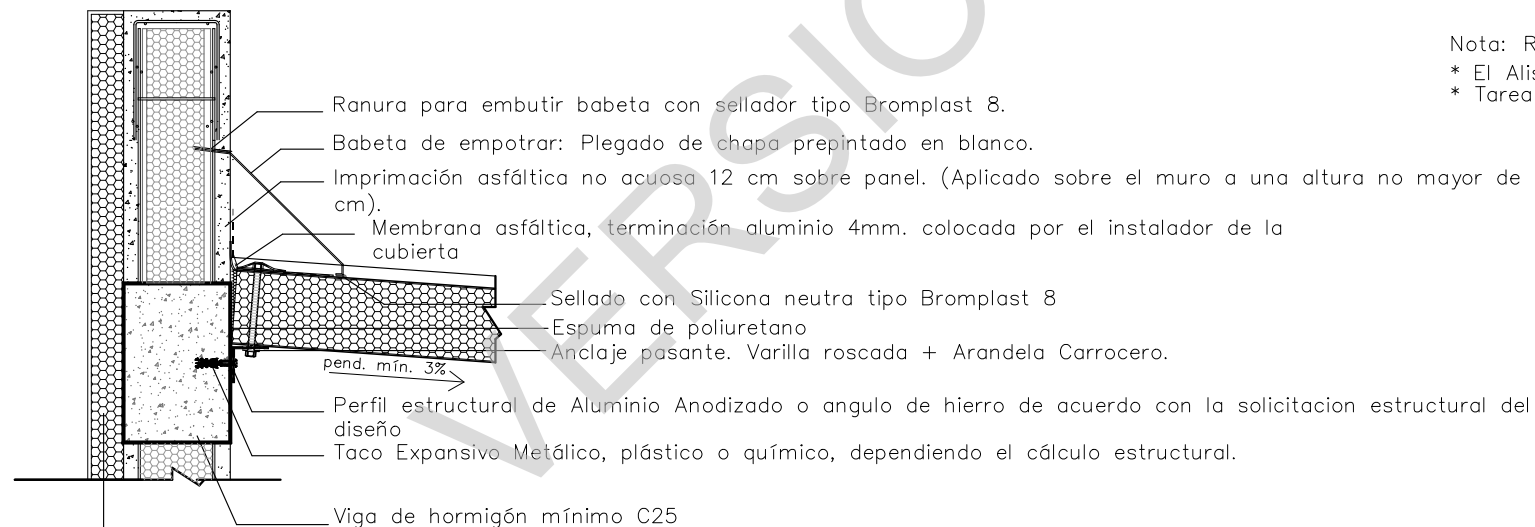 Nota: R
* El Alis
* Tarea
Ranura para embutir babeta con sellador tipo Bromplast 8.
Babeta de empotrar: Plegado de chapa prepintado en blanco.
Imprimación asfáltica no acuosa 12 cm sobre panel. (Aplicado sobre el muro a una altura no mayor de
cm).
Membrana asfáltica, terminación aluminio 4mm. colocada por el instalador de la
cubierta
Sellado con Silicona neutra tipo Bromplast 8
Espuma de poliuretano
Anclaje pasante. Varilla roscada + Arandela Carrocero.
pend. mín. 3%
Perfil estructural de Aluminio Anodizado o angulo de hierro de acuerdo con la solicitacion estructural del
diseño
Taco Expansivo Metálico, plástico o químico, dependiendo el cálculo estructural.
Viga de hormigón mínimo C25
VERSIO